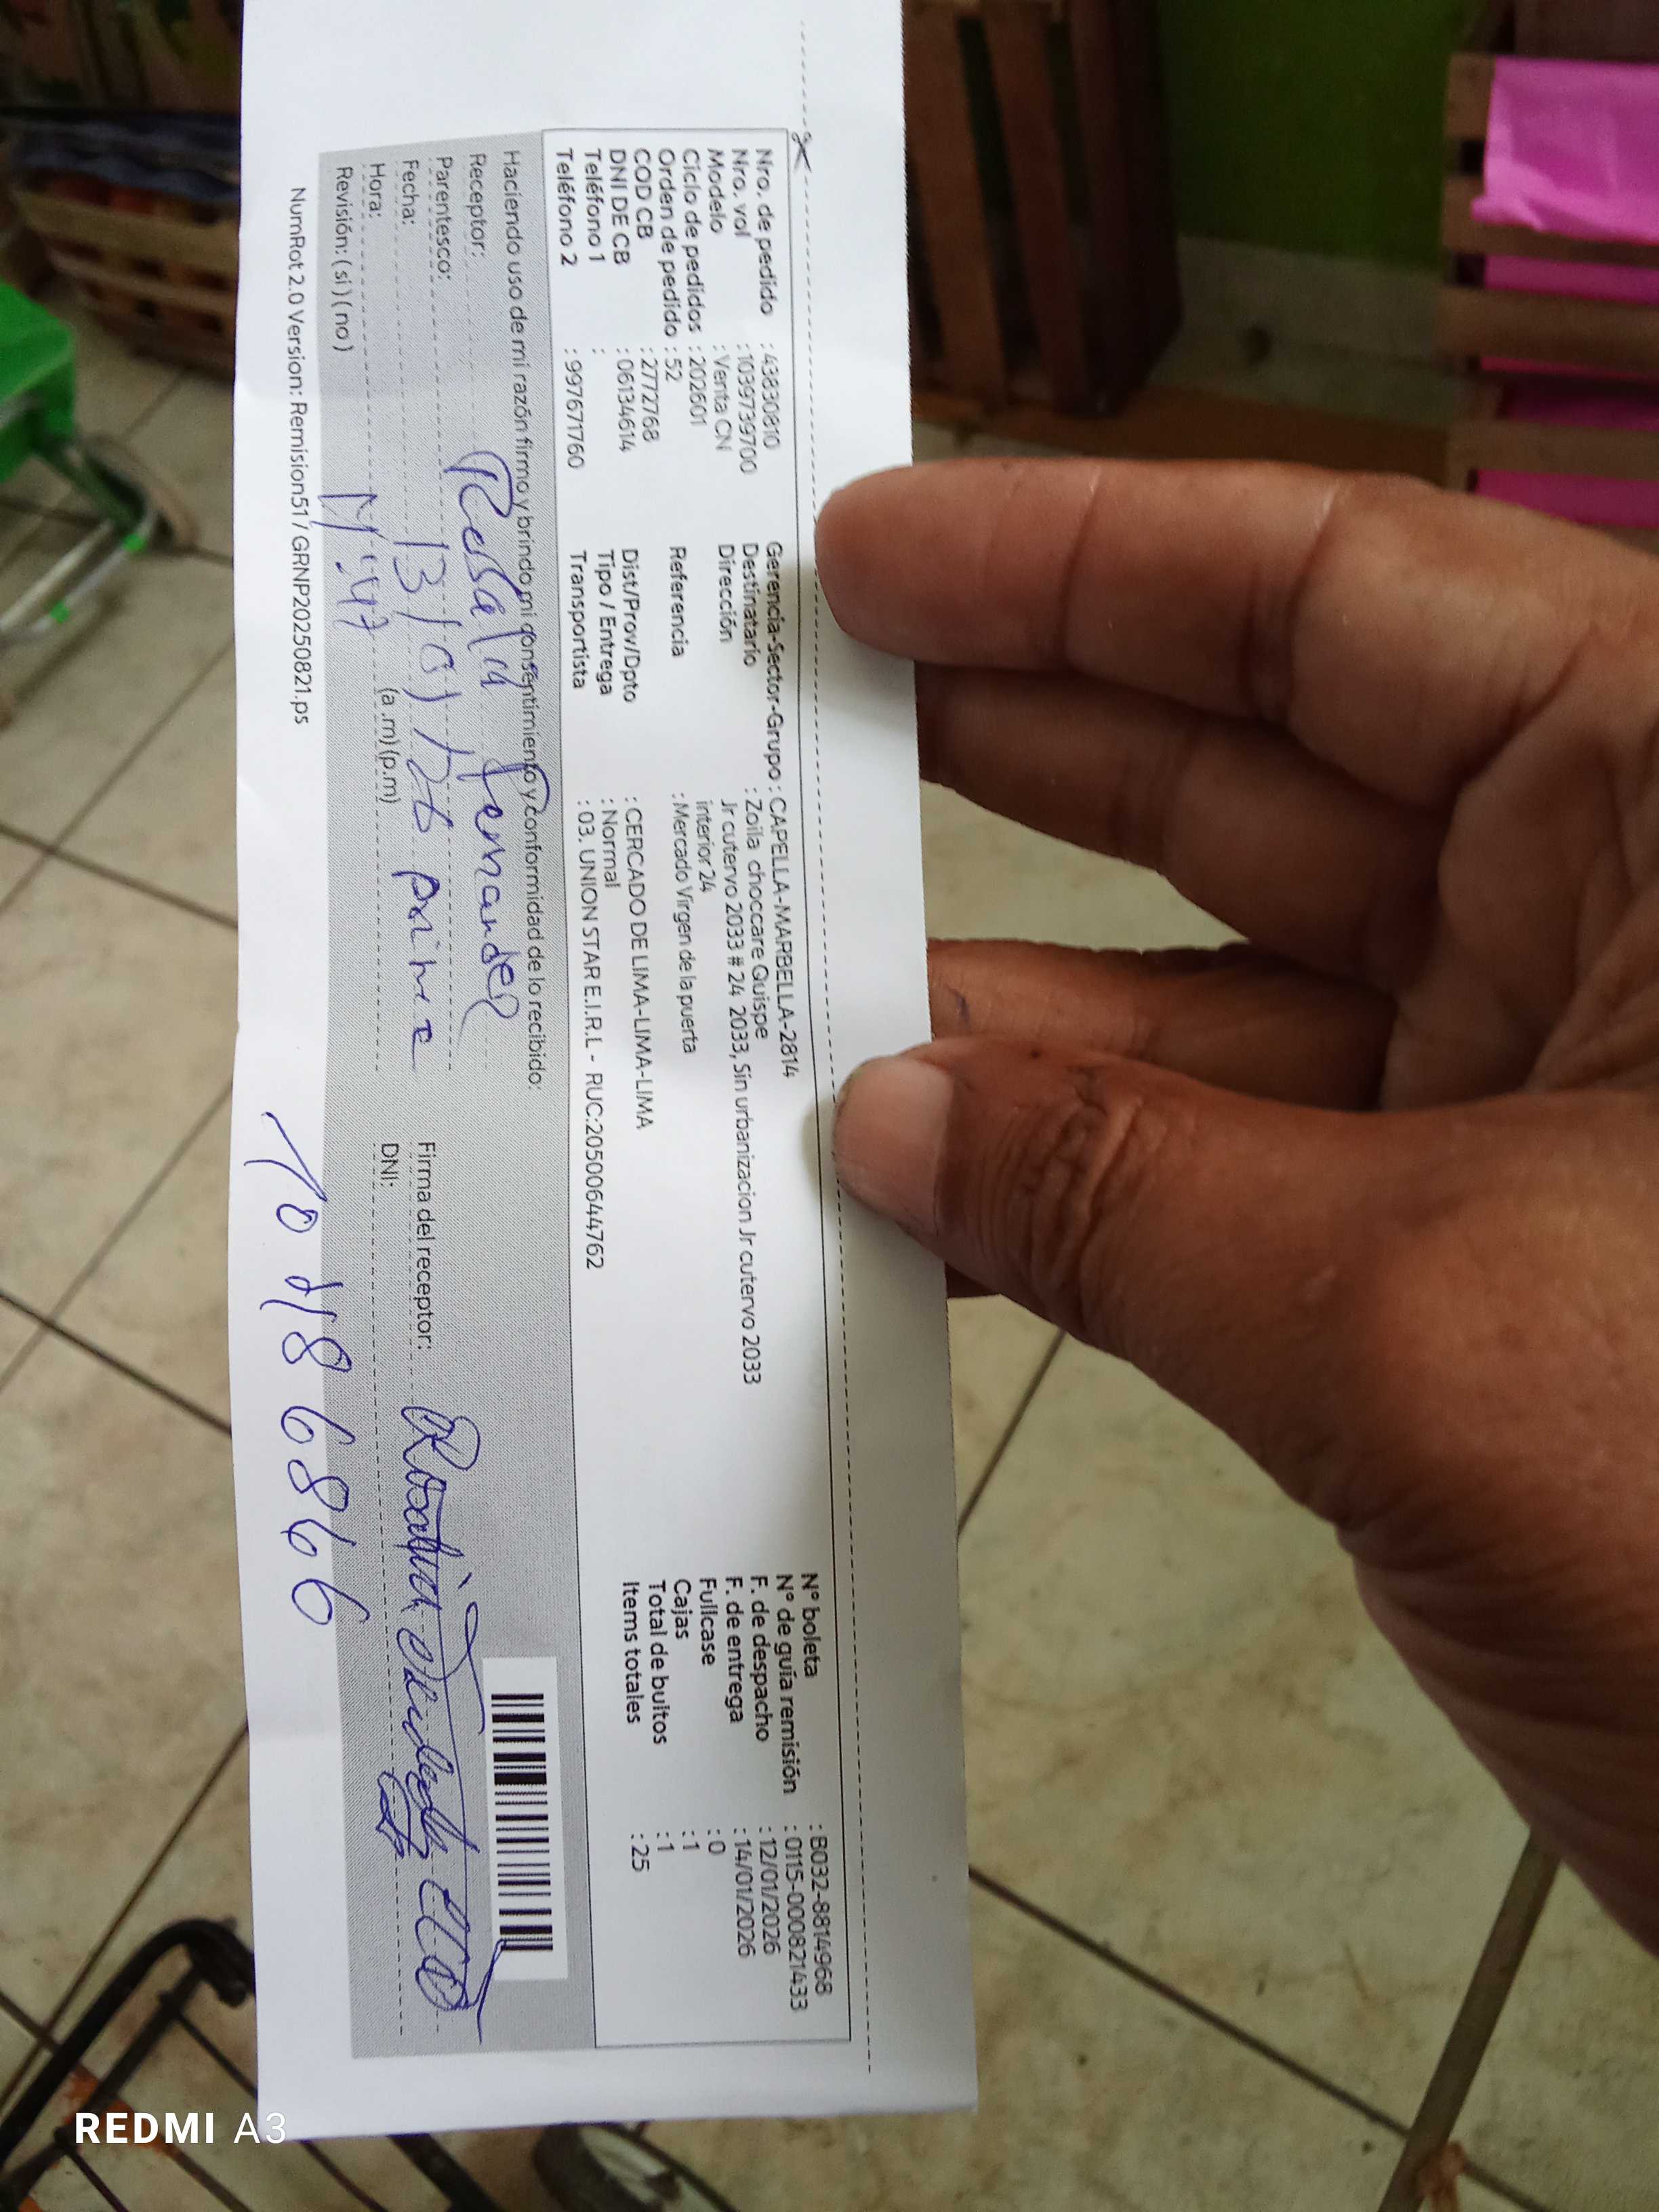 Nro. de pedido : 43830810
Nro. vol : 1039739700
Modelo : Venta CN
Ciclo de pedidos : 202601
Orden de pedido : 52
COD CB : 2772768
DNI DE CB : 06134614
Teléfono 1 :
Teléfono 2 : 997671760
Gerencia-Sector-Grupo : CAPELLA-MARBELLA-2814
Destinatario : Zoila choccare Quispe
Dirección Jr cutervo 2033 # 24 2033, Sin urbanizacion Jr cutervo 2033
interior 24
Referencia : Mercado Virgen de la puerta
Dist/Prov/Dpto : CERCADO DE LIMA-LIMA-LIMA
Tipo / Entrega : Normal
Transportista : 03. UNION STAR E.I.R.L - RUC:20500644762
N° boleta : B032-8814968
N° de guía remisión : 0115-000821433
F. de despacho : 12/01/2026
F. de entrega : 14/01/2026
Fullcase : 0
Cajas : 1
Total de bultos : 1
Items totales : 25
Haciendo uso de mi razón firmo y brindo mi consentimiento y conformidad de lo recibido:
Receptor: Rosalia fernandez
Parentesco:
Fecha: 13/01/26
Hora: (a .m) (p.m)
Revisión: ( si ) ( no )
Firma del receptor:
DNI:
NumRot 2.0 Version: Remision51 / GRNP20250821.ps
REDMI A3